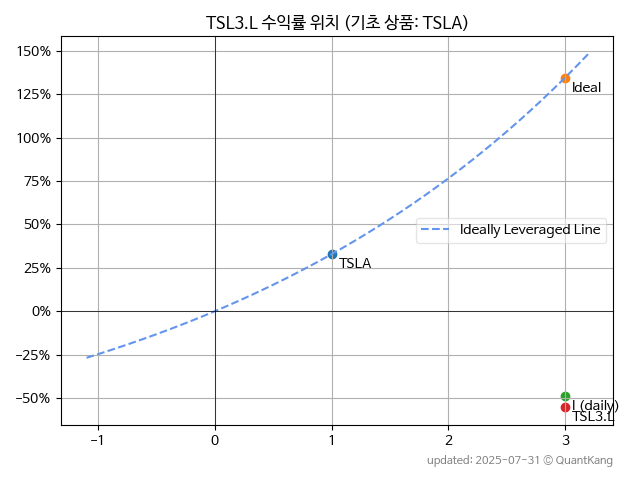 TSL3.L 수익률 위치 (기초 상품: TSLA)
150%
125%
100%
75%
50%
25%
0%
−25%
−50%
Ideal
Ideally Leveraged Line
TSLA
I (daily)
TSL3.L
−1
0
1
2
3
updated: 2025-07-31 © QuantKang